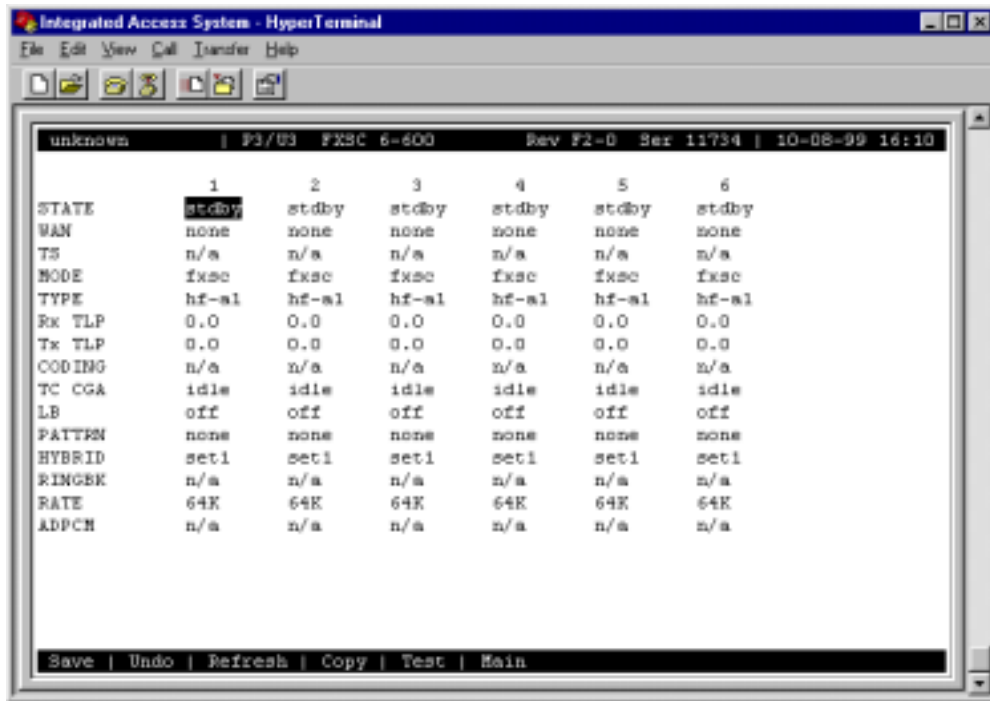 Integrated Access System - HyperTerminal
File Edit View Call Transfer Help
unknown | P3/U3 FXSC 6-600 Rev F2-0 Ser 11734 | 10-08-99 16:10
1 2 3 4 5 6
STATE stdby stdby stdby stdby stdby stdby
WAN none none none none none none
TS n/a n/a n/a n/a n/a n/a
MODE fxsc fxsc fxsc fxsc fxsc fxsc
TYPE hf-a1 hf-a1 hf-a1 hf-a1 hf-a1 hf-a1
Rx TLP 0.0 0.0 0.0 0.0 0.0 0.0
Tx TLP 0.0 0.0 0.0 0.0 0.0 0.0
CODING n/a n/a n/a n/a n/a n/a
TC CGA idle idle idle idle idle idle
LB off off off off off off
PATTRN none none none none none none
HYBRID set1 set1 set1 set1 set1 set1
RINGBK n/a n/a n/a n/a n/a n/a
RATE 64K 64K 64K 64K 64K 64K
ADPCM n/a n/a n/a n/a n/a n/a
Save | Undo | Refresh | Copy | Test | Main